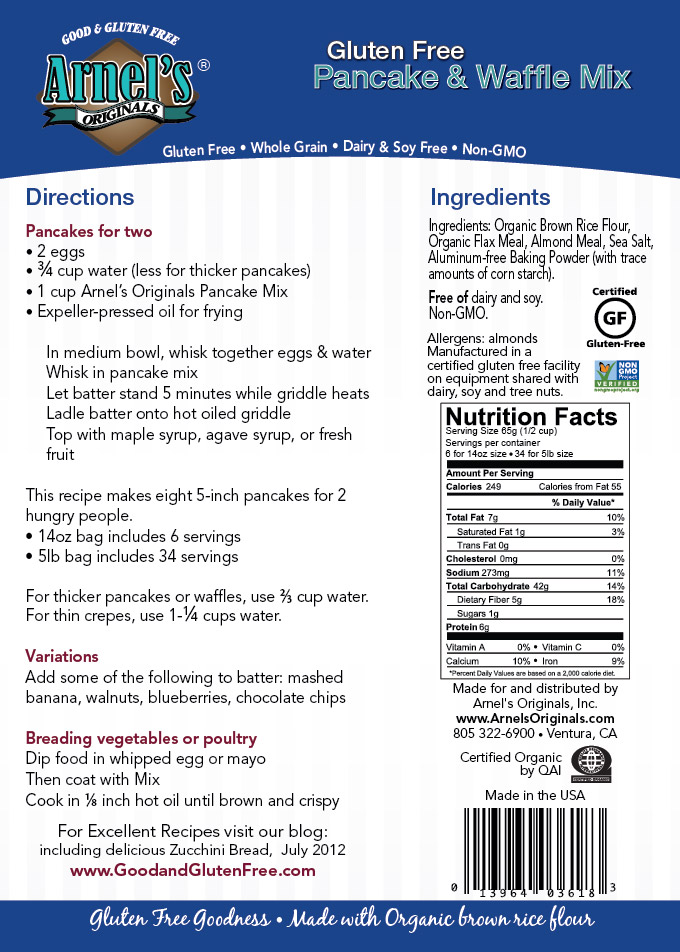 GOOD & GLUTEN FREE
Arnel's®
ORIGINALS
Gluten Free
Pancake & Waffle Mix
Gluten Free • Whole Grain • Dairy & Soy Free • Non-GMO
Directions
Pancakes for two
• 2 eggs
• ¾ cup water (less for thicker pancakes)
• 1 cup Arnel's Originals Pancake Mix
• Expeller-pressed oil for frying
In medium bowl, whisk together eggs & water
Whisk in pancake mix
Let batter stand 5 minutes while griddle heats
Ladle batter onto hot oiled griddle
Top with maple syrup, agave syrup, or fresh
fruit
This recipe makes eight 5-inch pancakes for 2
hungry people.
• 14oz bag includes 6 servings
• 5lb bag includes 34 servings
For thicker pancakes or waffles, use ⅔ cup water.
For thin crepes, use 1-¼ cups water.
Variations
Add some of the following to batter: mashed
banana, walnuts, blueberries, chocolate chips
Breading vegetables or poultry
Dip food in whipped egg or mayo
Then coat with Mix
Cook in ⅛ inch hot oil until brown and crispy
For Excellent Recipes visit our blog:
including delicious Zucchini Bread, July 2012
www.GoodandGlutenFree.com
Ingredients
Ingredients: Organic Brown Rice Flour,
Organic Flax Meal, Almond Meal, Sea Salt,
Aluminum-free Baking Powder (with trace
amounts of corn starch).
Free of dairy and soy.
Non-GMO.
Certified
GF
Gluten-Free
Allergens: almonds
Manufactured in a
certified gluten free facility
on equipment shared with
dairy, soy and tree nuts.
NON
GMO
Project
VERIFIED
nongmoproject.org
Nutrition Facts
Serving Size 65g (1/2 cup)
Servings per container
6 for 14oz size • 34 for 5lb size
Amount Per Serving
Calories 249 Calories from Fat 55
% Daily Value*
Total Fat 7g 10%
Saturated Fat 1g 3%
Trans Fat 0g
Cholesterol 0mg 0%
Sodium 273mg 11%
Total Carbohydrate 42g 14%
Dietary Fiber 5g 18%
Sugars 1g
Protein 6g
Vitamin A 0% • Vitamin C 0%
Calcium 10% • Iron 9%
*Percent Daily Values are based on a 2,000 calorie diet.
Made for and distributed by
Arnel's Originals, Inc.
www.ArnelsOriginals.com
805 322-6900 • Ventura, CA
Certified Organic
by QAI
Made in the USA
0 13964 03618 3
Gluten Free Goodness • Made with Organic brown rice flour